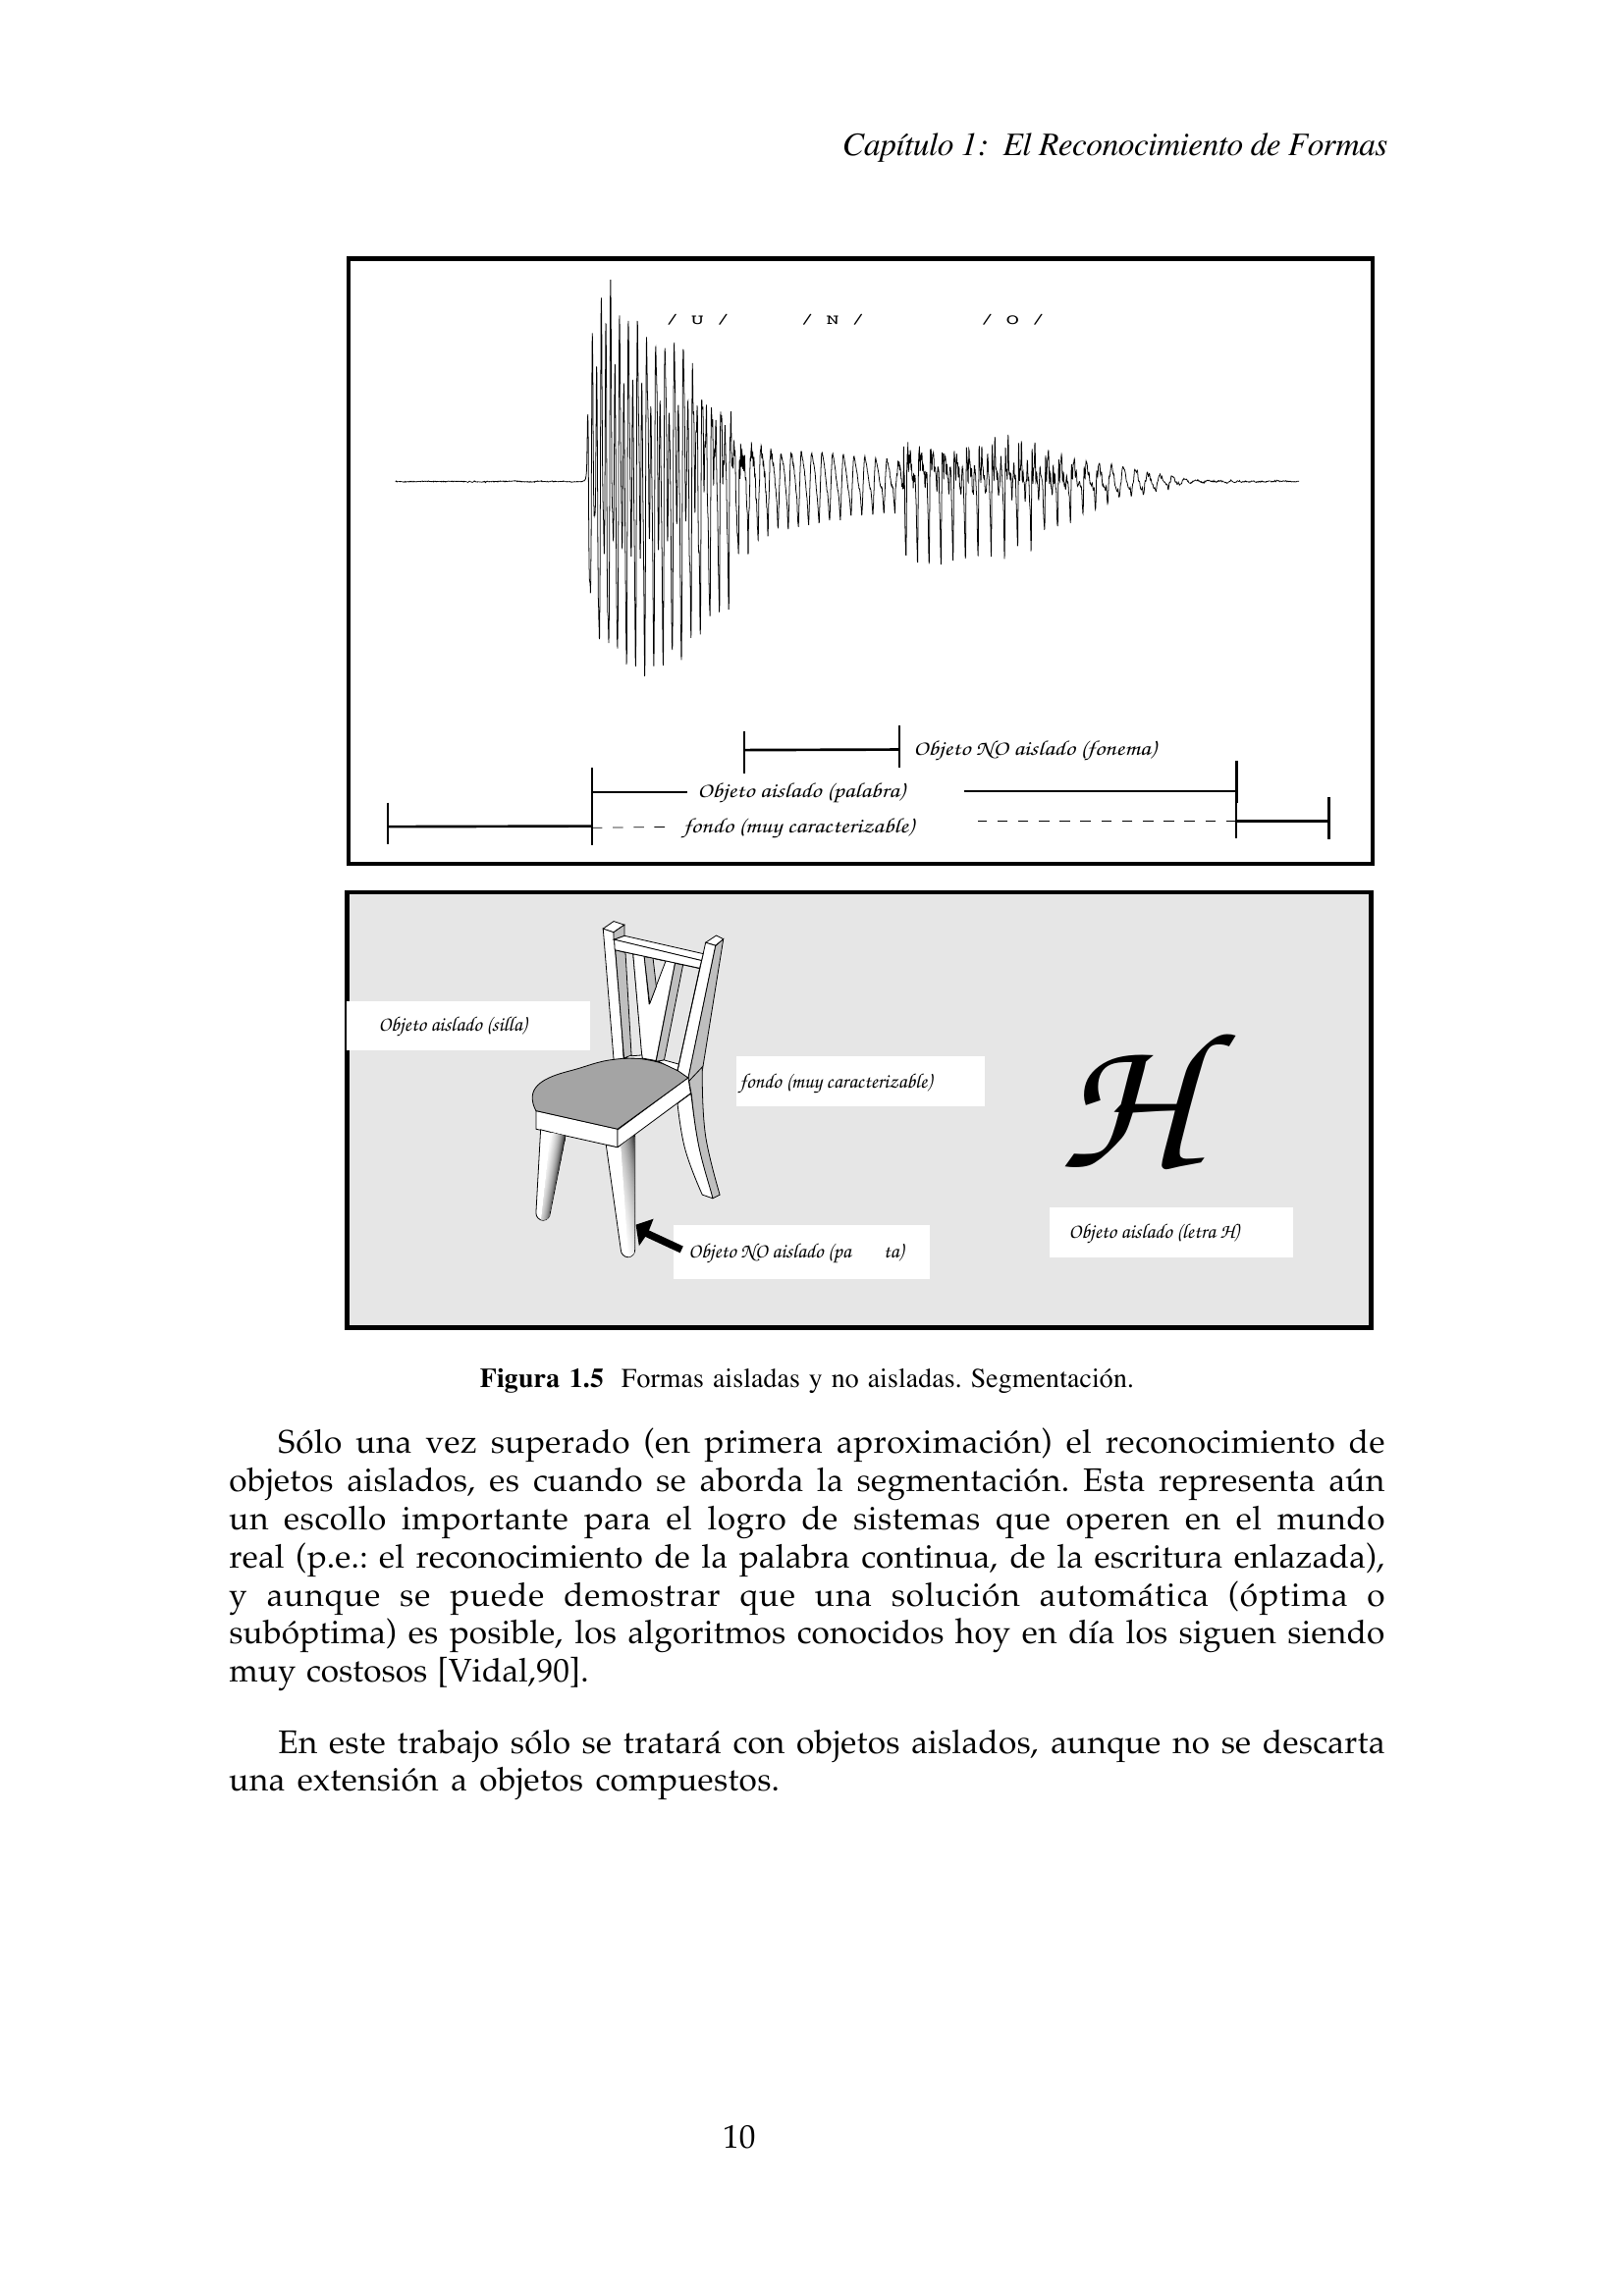 Capítulo 1: El Reconocimiento de Formas
/ U / / N / / O /
Objeto NO aislado (fonema)
Objeto aislado (palabra)
fondo (muy caracterizable)
Objeto aislado (silla)
fondo (muy caracterizable)
H
Objeto aislado (letra H)
Objeto NO aislado (pa ta)
Figura 1.5 Formas aisladas y no aisladas. Segmentación.
Sólo una vez superado (en primera aproximación) el reconocimiento de
objetos aislados, es cuando se aborda la segmentación. Esta representa aún
un escollo importante para el logro de sistemas que operen en el mundo
real (p.e.: el reconocimiento de la palabra continua, de la escritura enlazada),
y aunque se puede demostrar que una solución automática (óptima o
subóptima) es posible, los algoritmos conocidos hoy en día los siguen siendo
muy costosos [Vidal,90].
En este trabajo sólo se tratará con objetos aislados, aunque no se descarta
una extensión a objetos compuestos.
10